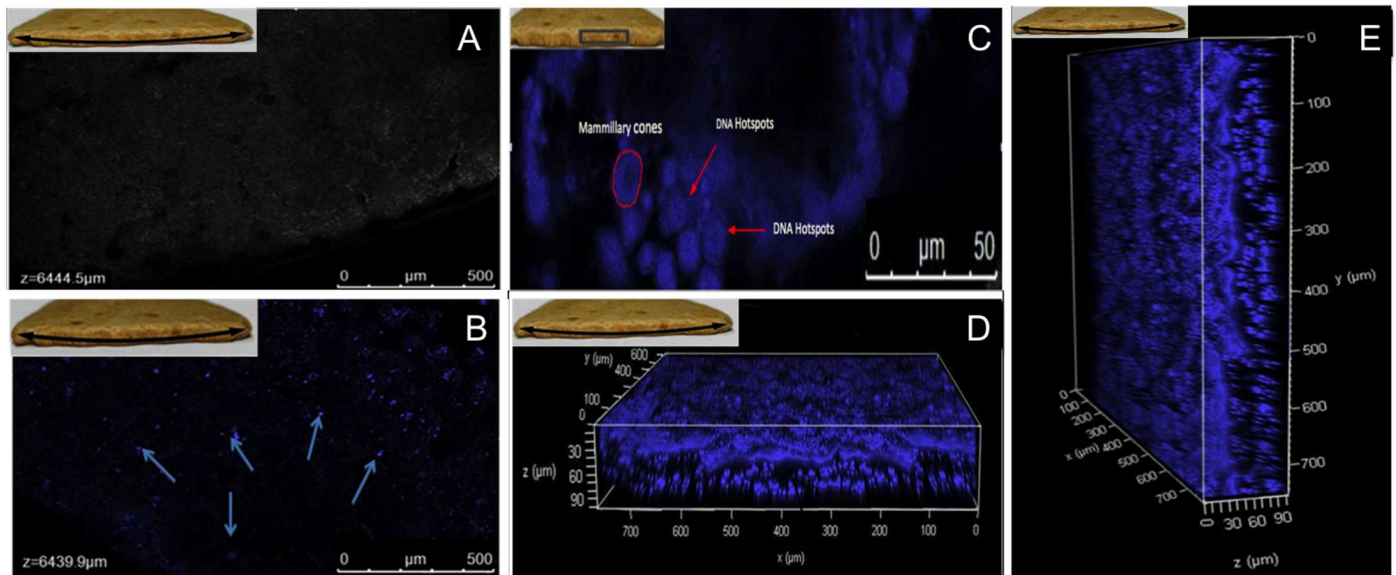 A
z=6444.5µm
0 µm 500
B
z=6439.9µm
0 µm 500
C
Mammillary cones
DNA Hotspots
DNA Hotspots
0 µm 50
D
y (µm)
600
400
100
0
30
60
90
z (µm)
700 600 500 400 300 200 100 0
x (µm)
E
0
100
200
300
y (µm)
400
500
600
700
0
100
200
300
x (µm)
400
500
600
700
0 30 60 90
z (µm)